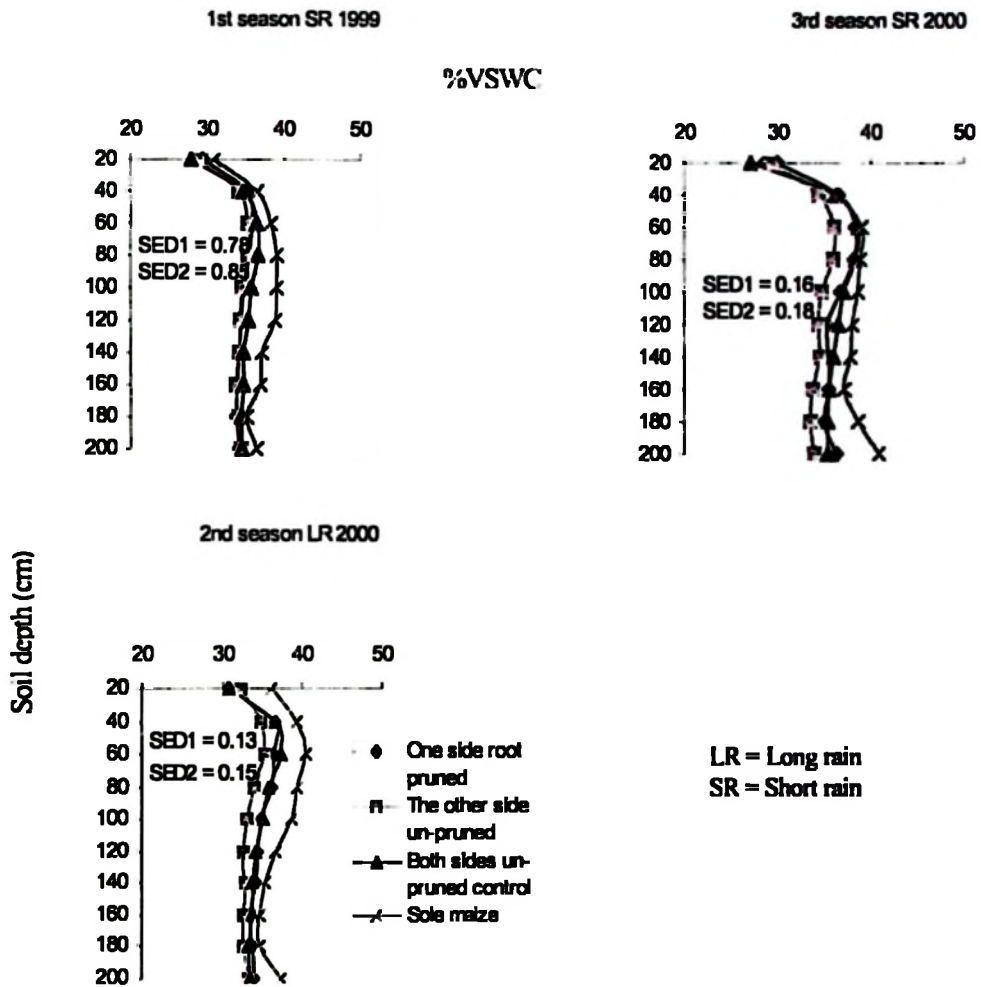 1st season SR 1999
3rd season SR 2000
%VSWC
20 30 40 50
20
40
60
80
100
120
140
160
180
200
SED1 = 0.78
SED2 = 0.85
20 30 40 50
20
40
60
80
100
120
140
160
180
200
SED1 = 0.16
SED2 = 0.18
2nd season LR 2000
Soil depth (cm)
20 30 40 50
20
40
60
80
100
120
140
160
180
200
SED1 = 0.13
SED2 = 0.15
One side root
pruned
The other side
un-pruned
Both sides un-
pruned control
Sole maize
LR = Long rain
SR = Short rain